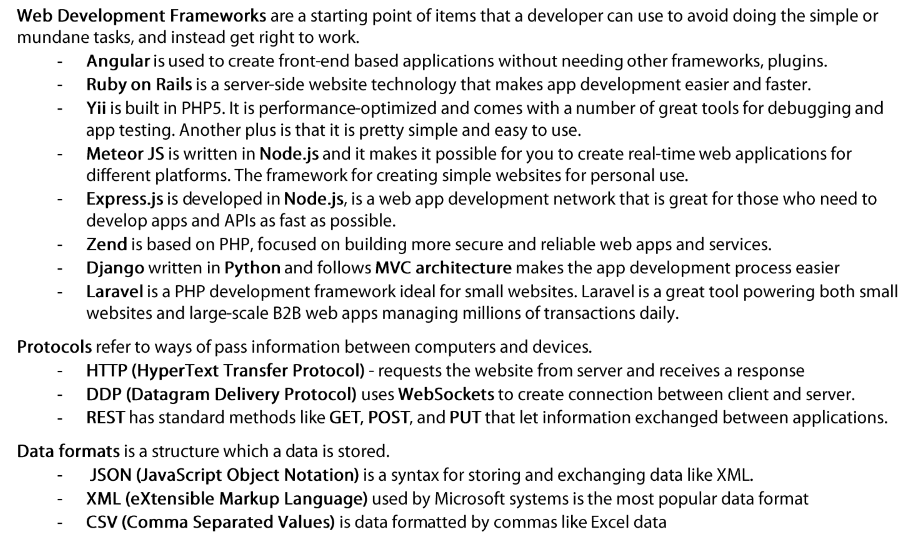 Web Development Frameworks are a starting point of items that a developer can use to avoid doing the simple or
mundane tasks, and instead get right to work.
- Angular is used to create front-end based applications without needing other frameworks, plugins.
- Ruby on Rails is a server-side website technology that makes app development easier and faster.
- Yii is built in PHP5. It is performance-optimized and comes with a number of great tools for debugging and
app testing. Another plus is that it is pretty simple and easy to use.
- Meteor JS is written in Node.js and it makes it possible for you to create real-time web applications for
different platforms. The framework for creating simple websites for personal use.
- Express.js is developed in Node.js, is a web app development network that is great for those who need to
develop apps and APIs as fast as possible.
- Zend is based on PHP, focused on building more secure and reliable web apps and services.
- Django written in Python and follows MVC architecture makes the app development process easier
- Laravel is a PHP development framework ideal for small websites. Laravel is a great tool powering both small
websites and large-scale B2B web apps managing millions of transactions daily.
Protocols refer to ways of pass information between computers and devices.
- HTTP (HyperText Transfer Protocol) - requests the website from server and receives a response
- DDP (Datagram Delivery Protocol) uses WebSockets to create connection between client and server.
- REST has standard methods like GET, POST, and PUT that let information exchanged between applications.
Data formats is a structure which a data is stored.
- JSON (JavaScript Object Notation) is a syntax for storing and exchanging data like XML.
- XML (eXtensible Markup Language) used by Microsoft systems is the most popular data format
- CSV (Comma Separated Values) is data formatted by commas like Excel data